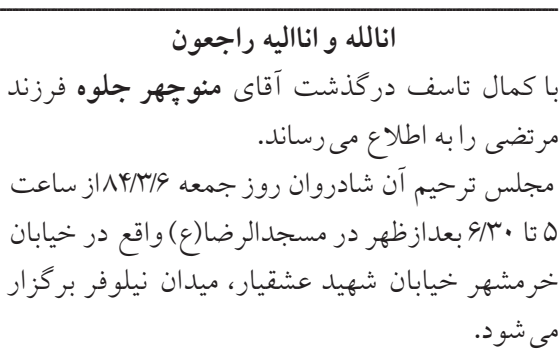 انالله و اناالیه راجعون
با کمال تاسف درگذشت آقای منوچهر جلوه فرزند
مرتضی را به اطلاع می‌رساند.
مجلس ترحیم آن شادروان روز جمعه ۸۴/۳/۶ از ساعت
۵ تا ۶/۳۰ بعدازظهر در مسجدالرضا(ع) واقع در خیابان
خرمشهر خیابان شهید عشقیار، میدان نیلوفر برگزار
می‌شود.